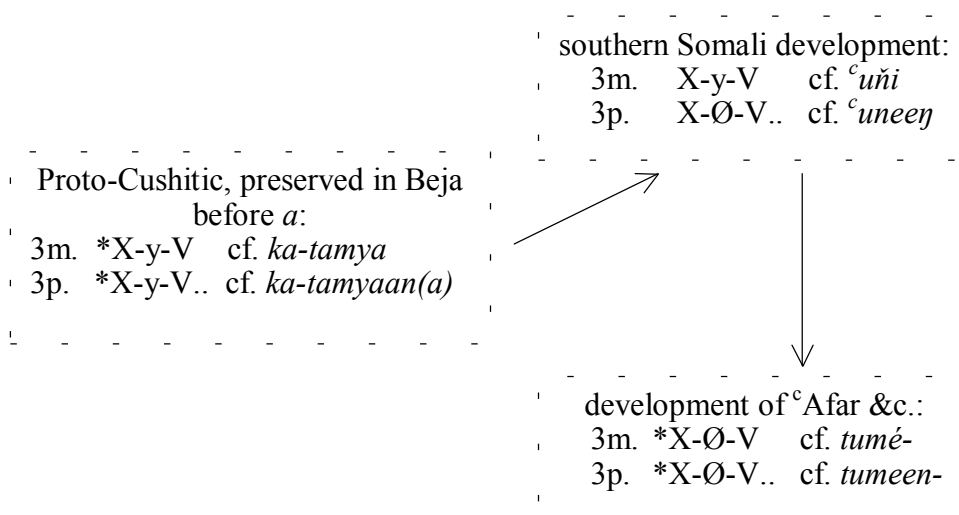 southern Somali development:
3m. X-y-V cf. ᶜuňi
3p. X-Ø-V.. cf. ᶜuneeŋ
Proto-Cushitic, preserved in Beja
before a:
3m. *X-y-V cf. ka-tamya
3p. *X-y-V.. cf. ka-tamyaan(a)
development of ᶜAfar &c.:
3m. *X-Ø-V cf. tumé-
3p. *X-Ø-V.. cf. tumeen-